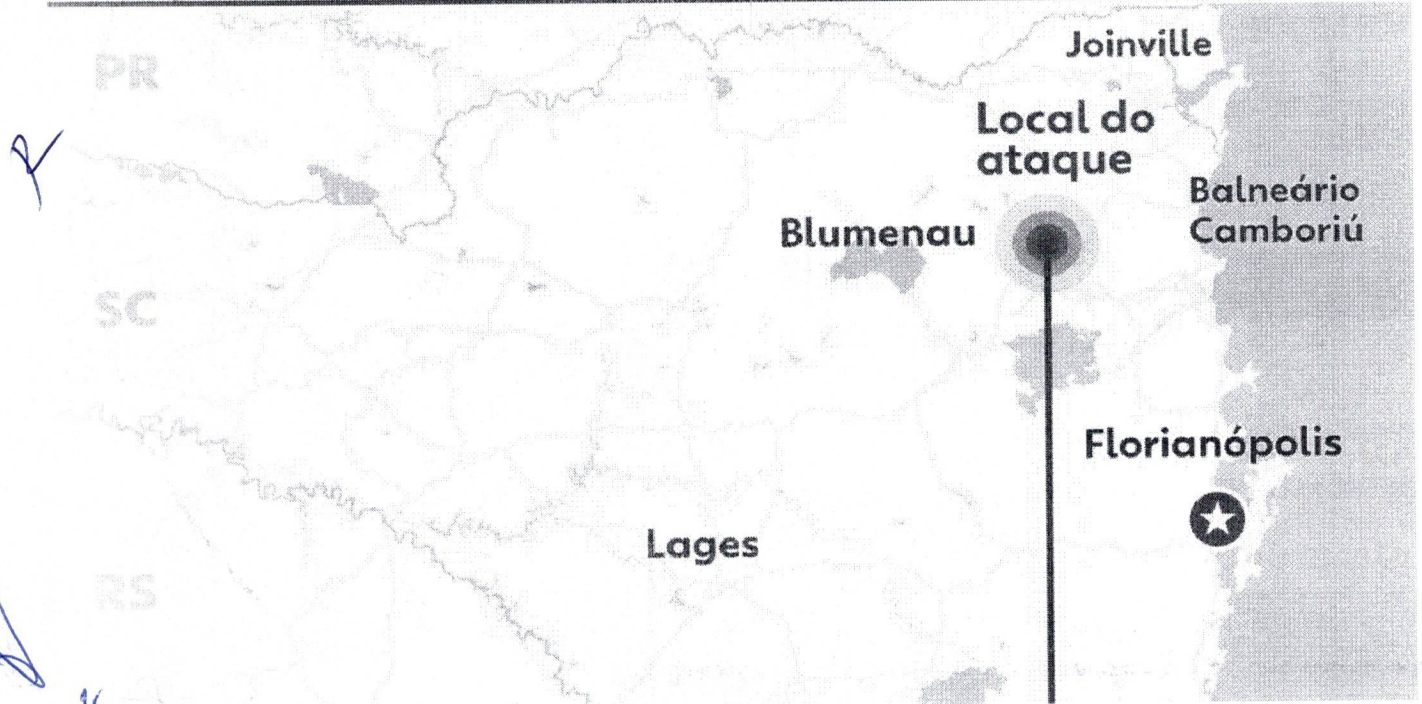 Joinville
PR
Local do
ataque
Balneário
Camboriú
Blumenau
SC
Florianópolis
Lages
RS